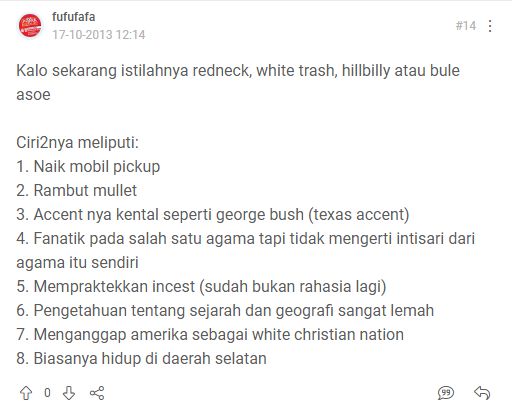 fufufafa
17-10-2013 12:14
#14
Kalo sekarang istilahnya redneck, white trash, hillbilly atau bule
asoe
Ciri2nya meliputi:
1. Naik mobil pickup
2. Rambut mullet
3. Accent nya kental seperti george bush (texas accent)
4. Fanatik pada salah satu agama tapi tidak mengerti intisari dari
agama itu sendiri
5. Mempraktekkan incest (sudah bukan rahasia lagi)
6. Pengetahuan tentang sejarah dan geografi sangat lemah
7. Menganggap amerika sebagai white christian nation
8. Biasanya hidup di daerah selatan
0